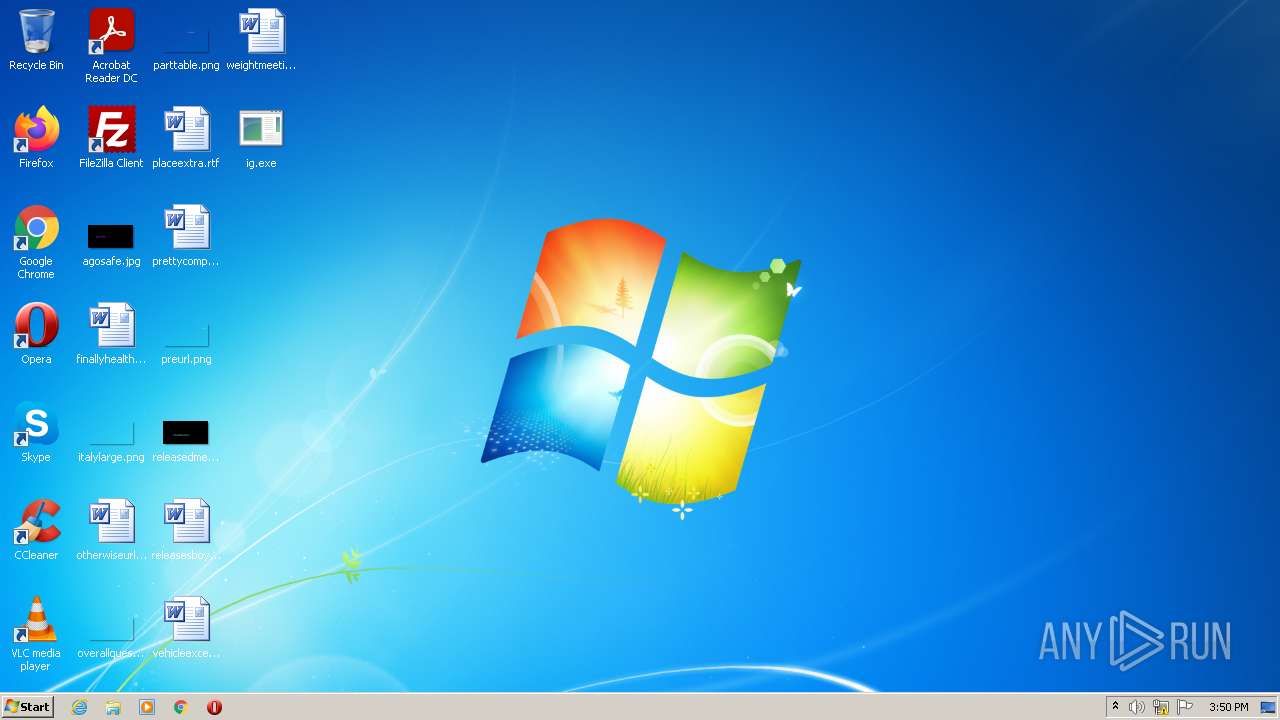 Recycle Bin
Acrobat
Reader DC
parttable.png
weightmeeti...
Firefox
FileZilla Client
placeextra.rtf
ig.exe
Google
Chrome
agosafe.jpg
prettycomp...
Opera
finallyhealth...
preurl.png
Skype
italylarge.png
releasedme...
CCleaner
otherwiseurl...
releasesboy...
VLC media
player
overallques...
vehicleexce...
ANY RUN
Start
3:50 PM